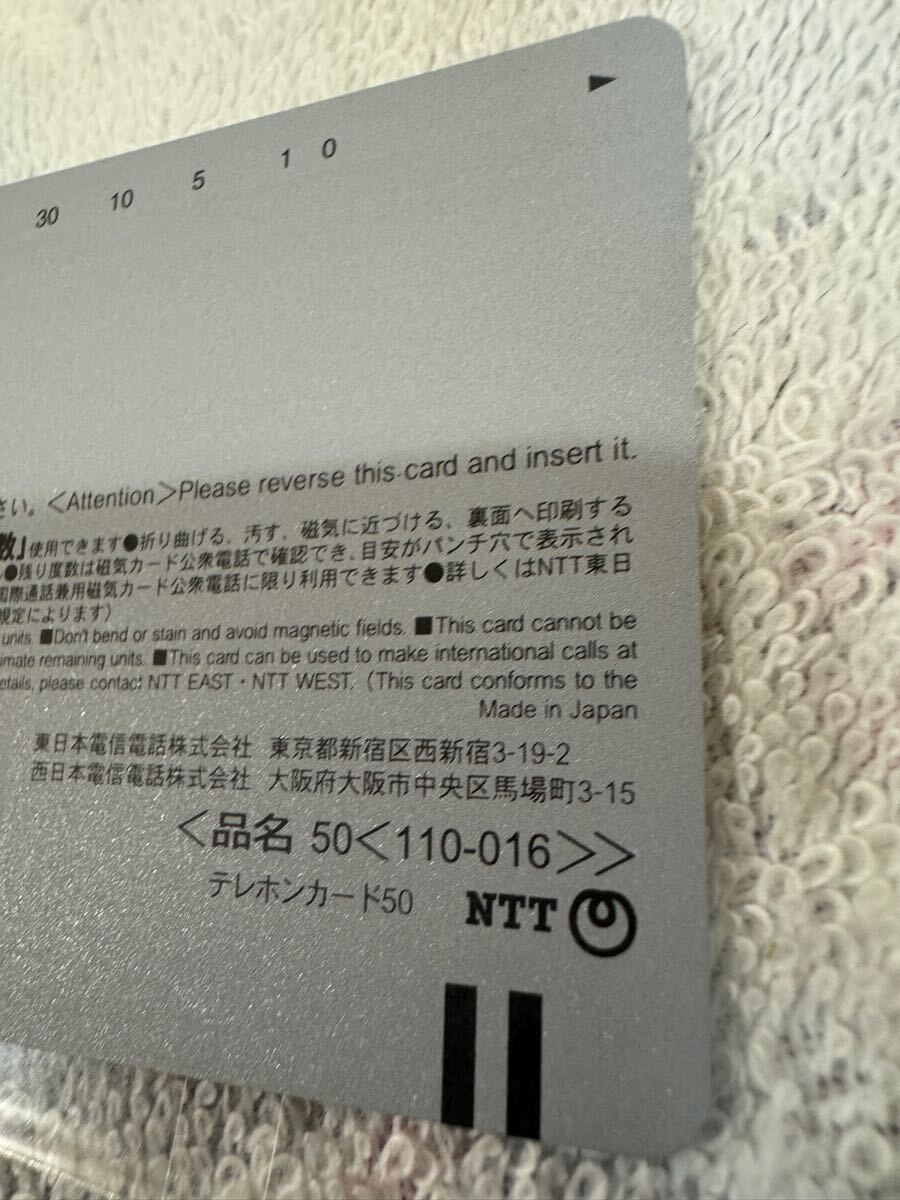 30 10 5 1 0
さい。<Attention>Please reverse this card and insert it.
数」使用できます●折り曲げる、汚す、磁気に近づける、裏面へ印刷する
●残り度数は磁気カード公衆電話で確認でき、目安がパンチ穴で表示され
国際通話兼用磁気カード公衆電話に限り利用できます●詳しくはNTT東日
規定によります)
units. ■Don't bend or stain and avoid magnetic fields. ■This card cannot be
imate remaining units. ■This card can be used to make international calls at
etails, please contact NTT EAST・NTT WEST. (This card conforms to the
Made in Japan
東日本電信電話株式会社 東京都新宿区西新宿3-19-2
西日本電信電話株式会社 大阪府大阪市中央区馬場町3-15
<品名 50<110-016>>
テレホンカード50 NTT